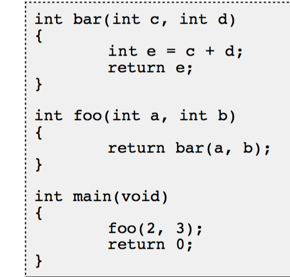 int bar(int c, int d)
{
        int e = c + d;
        return e;
}

int foo(int a, int b)
{
        return bar(a, b);
}

int main(void)
{
        foo(2, 3);
        return 0;
}